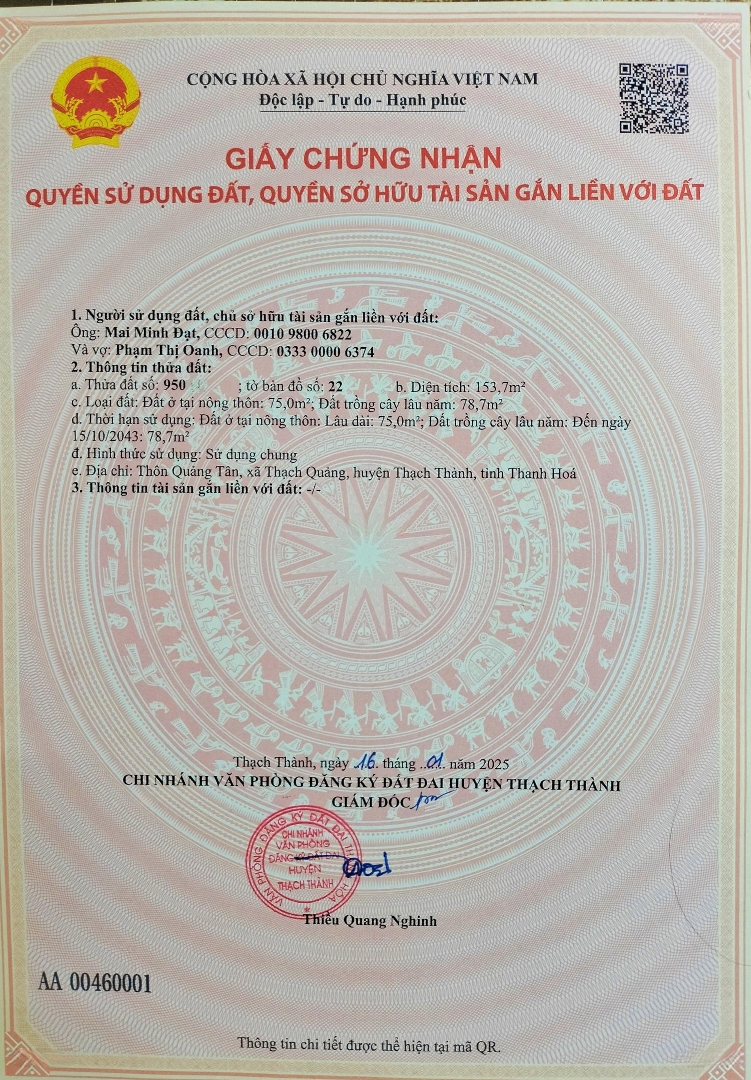 CỘNG HÒA XÃ HỘI CHỦ NGHĨA VIỆT NAM
Độc lập - Tự do - Hạnh phúc
GIẤY CHỨNG NHẬN
QUYỀN SỬ DỤNG ĐẤT, QUYỀN SỞ HỮU TÀI SẢN GẮN LIỀN VỚI ĐẤT
1. Người sử dụng đất, chủ sở hữu tài sản gắn liền với đất:
Ông: Mai Minh Đạt, CCCD: 0010 9800 6822
Và vợ: Phạm Thị Oanh, CCCD: 0333 0000 6374
2. Thông tin thửa đất:
a. Thửa đất số: 950 ; tờ bản đồ số: 22 b. Diện tích: 153,7m²
c. Loại đất: Đất ở tại nông thôn: 75,0m²; Đất trồng cây lâu năm: 78,7m²
d. Thời hạn sử dụng: Đất ở tại nông thôn: Lâu dài: 75,0m²; Đất trồng cây lâu năm: Đến ngày
15/10/2043: 78,7m²
đ. Hình thức sử dụng: Sử dụng chung
e. Địa chỉ: Thôn Quảng Tân, xã Thạch Quảng, huyện Thạch Thành, tỉnh Thanh Hoá
3. Thông tin tài sản gắn liền với đất: -/-
Thạch Thành, ngày 16 tháng 01 năm 2025
CHI NHÁNH VĂN PHÒNG ĐĂNG KÝ ĐẤT ĐAI HUYỆN THẠCH THÀNH
GIÁM ĐỐC
VĂN PHÒNG ĐĂNG KÝ ĐẤT ĐAI
CHI NHÁNH
VĂN PHÒNG
ĐĂNG KÝ ĐẤT ĐAI
HUYỆN
THẠCH THÀNH
Thiều Quang Nghinh
AA 00460001
Thông tin chi tiết được thể hiện tại mã QR.